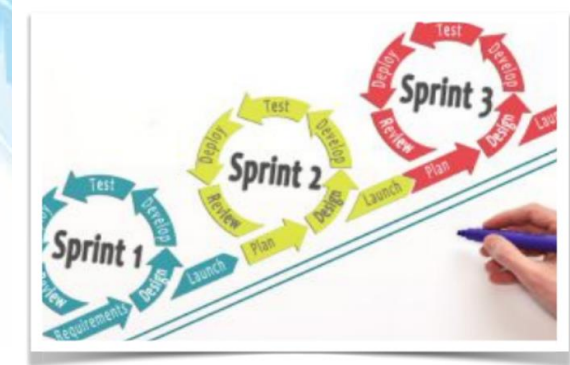 Test
Deploy
Develop
Sprint 3
Review
Design
Plan
Launch
Test
Deploy
Develop
Sprint 2
Review
Design
Plan
Launch
Test
Develop
Sprint 1
Review
Design
Requirements